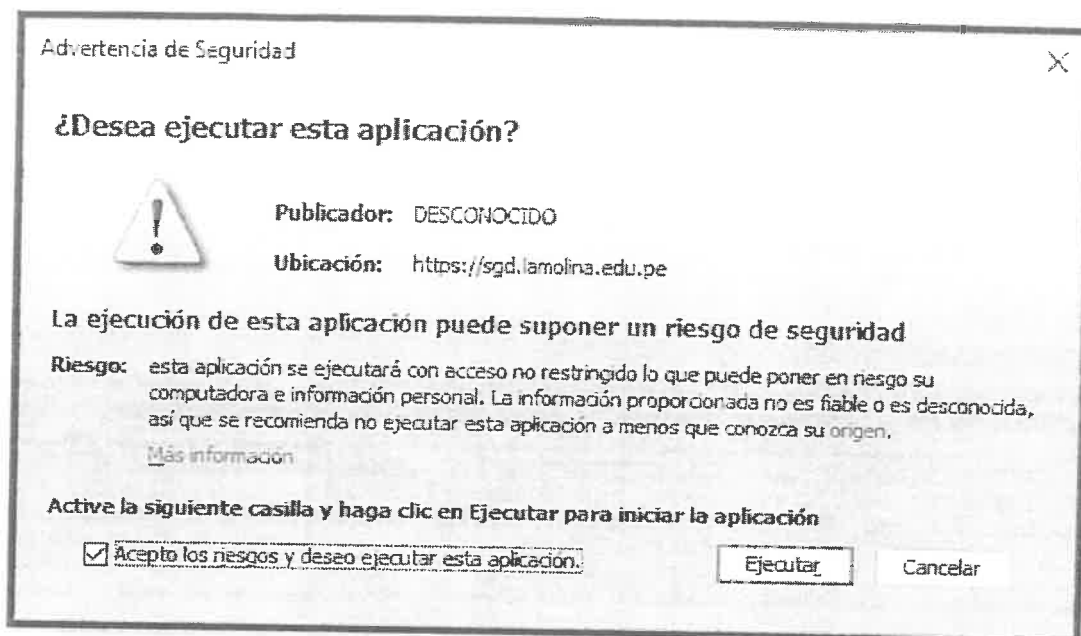 Advertencia de Seguridad
¿Desea ejecutar esta aplicación?
Publicador: DESCONOCIDO
Ubicación: https://sgd.lamolina.edu.pe
La ejecución de esta aplicación puede suponer un riesgo de seguridad
Riesgo: esta aplicación se ejecutará con acceso no restringido lo que puede poner en riesgo su
computadora e información personal. La información proporcionada no es fiable o es desconocida,
así que se recomienda no ejecutar esta aplicación a menos que conozca su origen.
Más información
Active la siguiente casilla y haga clic en Ejecutar para iniciar la aplicación
Acepto los riesgos y deseo ejecutar esta aplicación.
Ejecutar
Cancelar